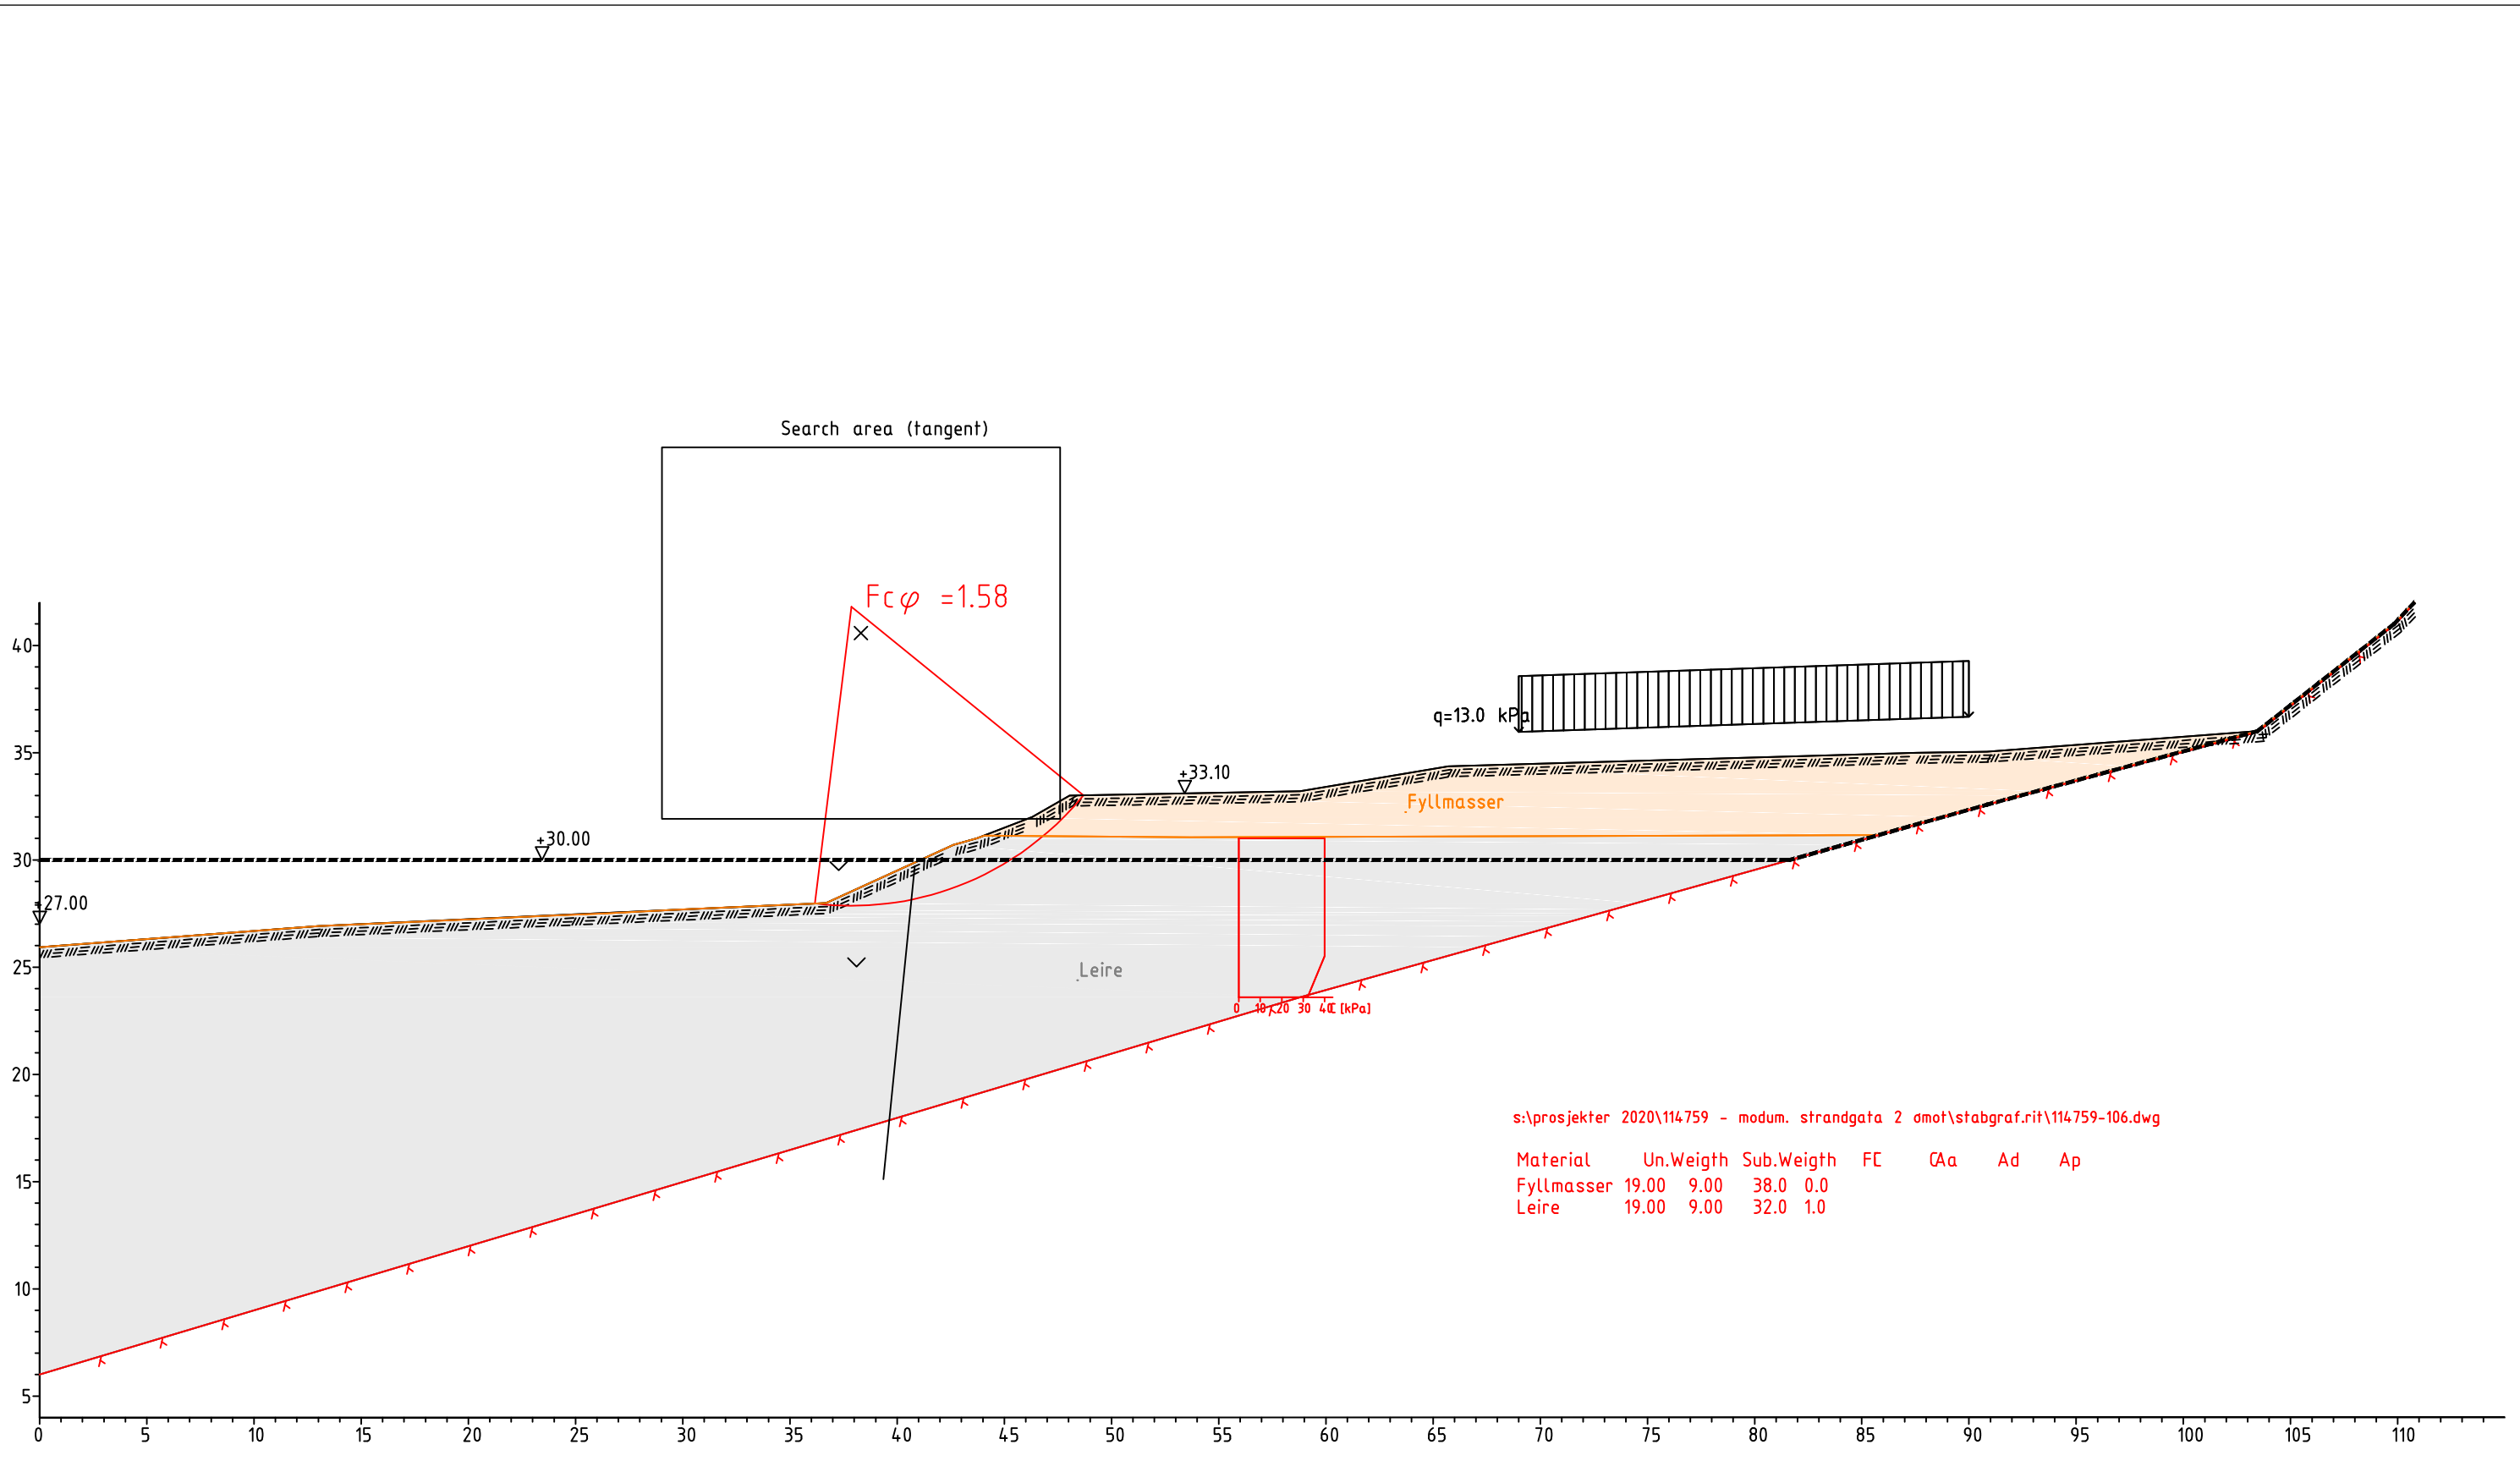 Search area (tangent)
Fcφ =1.58
40
35
30
25
20
15
10
5
q=13.0 kPa
+33.10
+30.00
+27.00
Fyllmasser
Leire
0 10 20 30 40 C [kPa]
s:\prosjekter 2020\114759 - modum. strandgata 2 åmot\stabgraf.rit\114759-106.dwg
Material Un.Weigth Sub.Weigth FC CAa Ad Ap
Fyllmasser 19.00 9.00 38.0 0.0
Leire 19.00 9.00 32.0 1.0
0 5 10 15 20 25 30 35 40 45 50 55 60 65 70 75 80 85 90 95 100 105 110